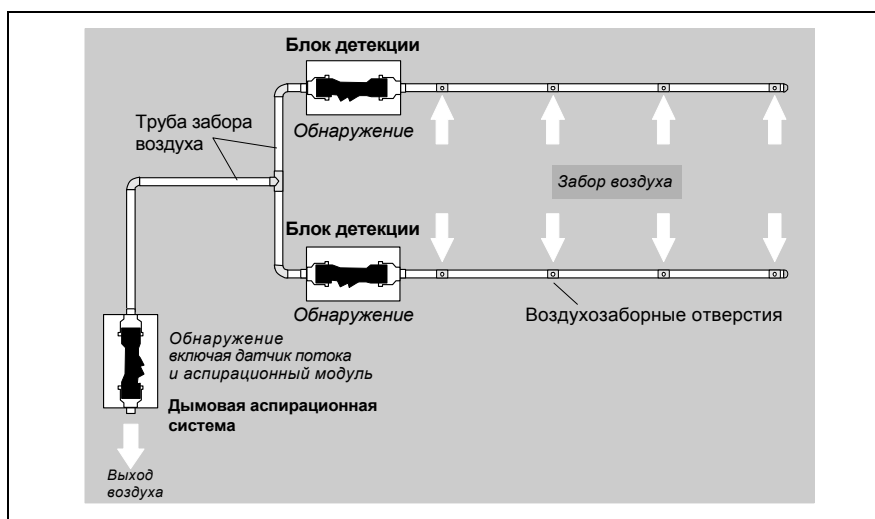 Блок детекции
Обнаружение
Труба забора
воздуха
Забор воздуха
Блок детекции
Обнаружение
Воздухозаборные отверстия
Обнаружение
включая датчик потока
и аспирационный модуль
Дымовая аспирационная
система
Выход
воздуха